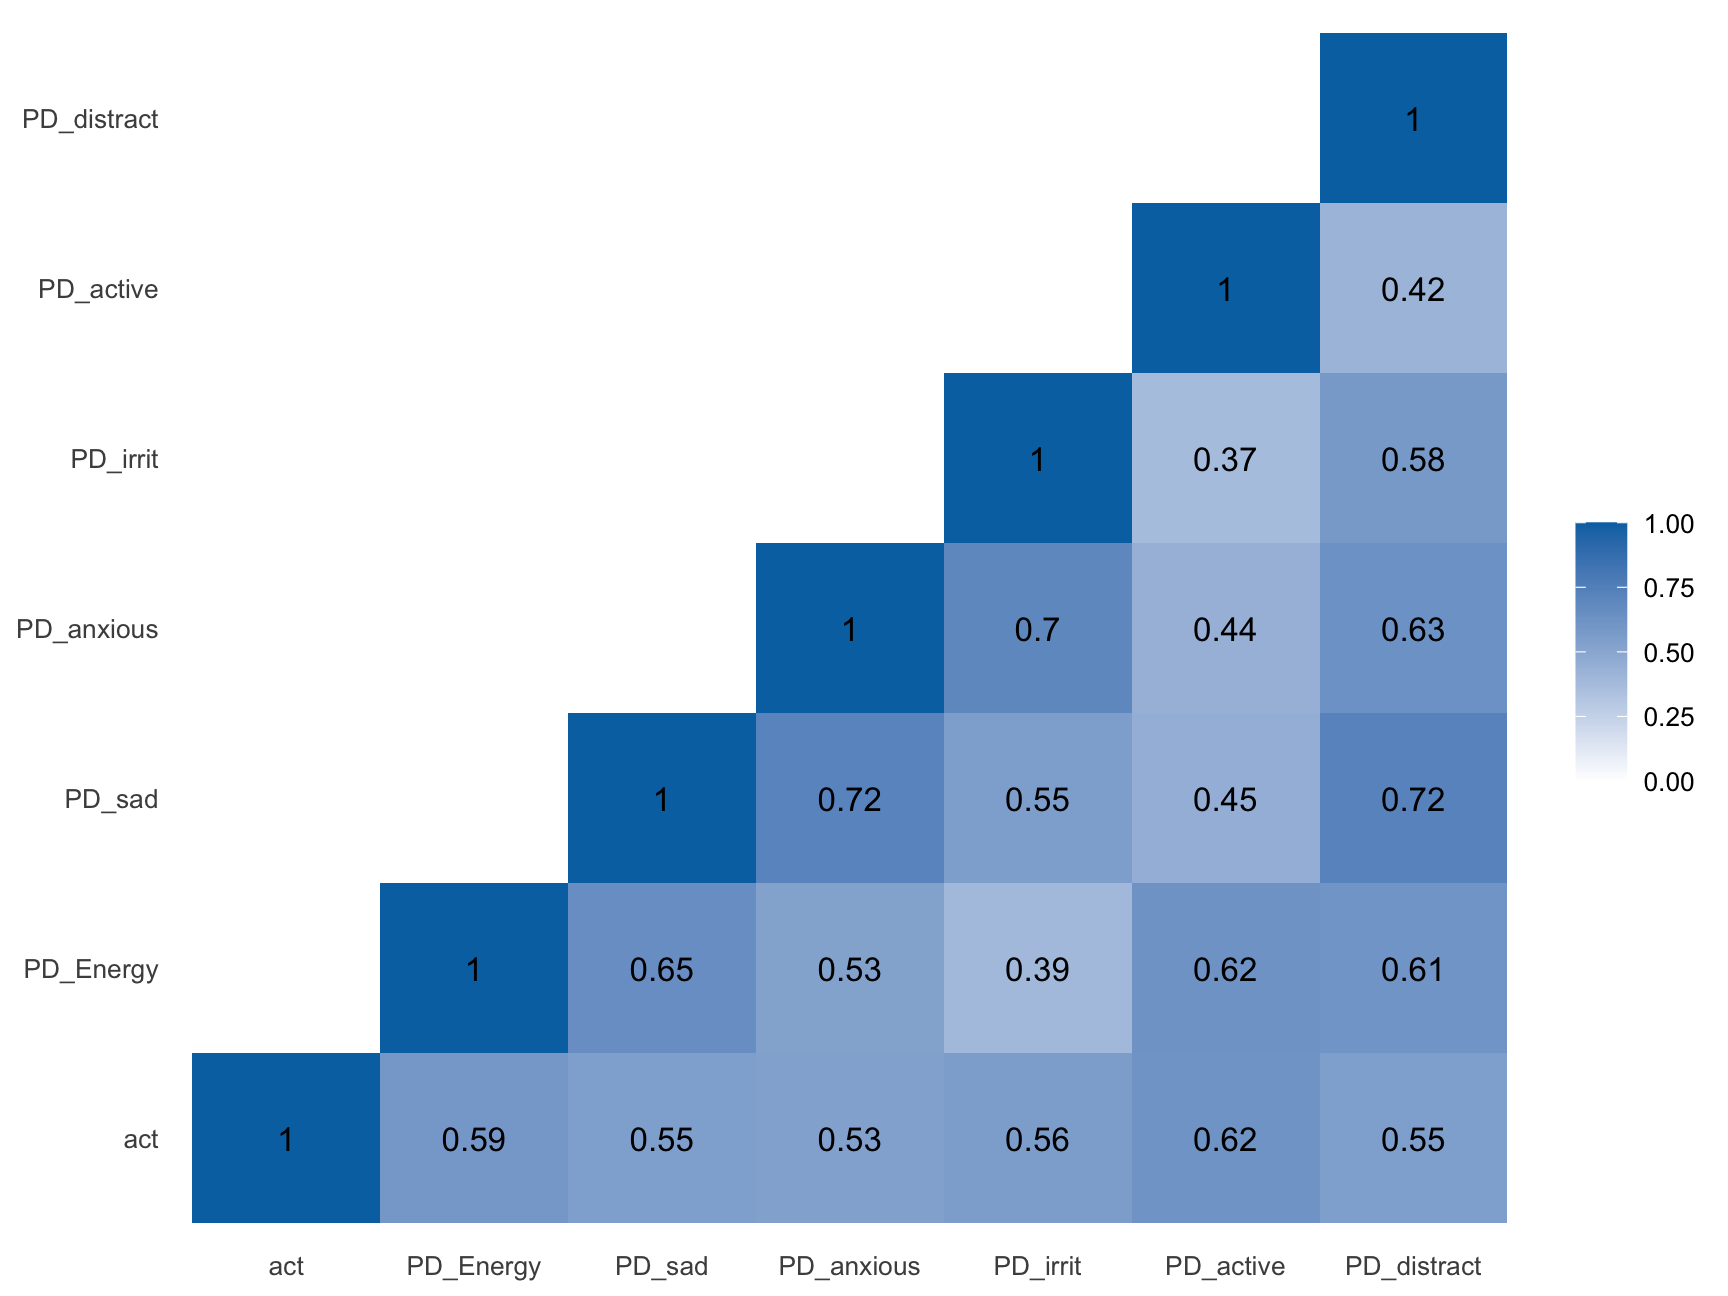 PD_distract 1
PD_active 1 0.42
PD_irrit 1 0.37 0.58
1.00
0.75
PD_anxious 1 0.7 0.44 0.63
0.50
0.25
0.00
PD_sad 1 0.72 0.55 0.45 0.72
PD_Energy 1 0.65 0.53 0.39 0.62 0.61
act 1 0.59 0.55 0.53 0.56 0.62 0.55
act PD_Energy PD_sad PD_anxious PD_irrit PD_active PD_distract